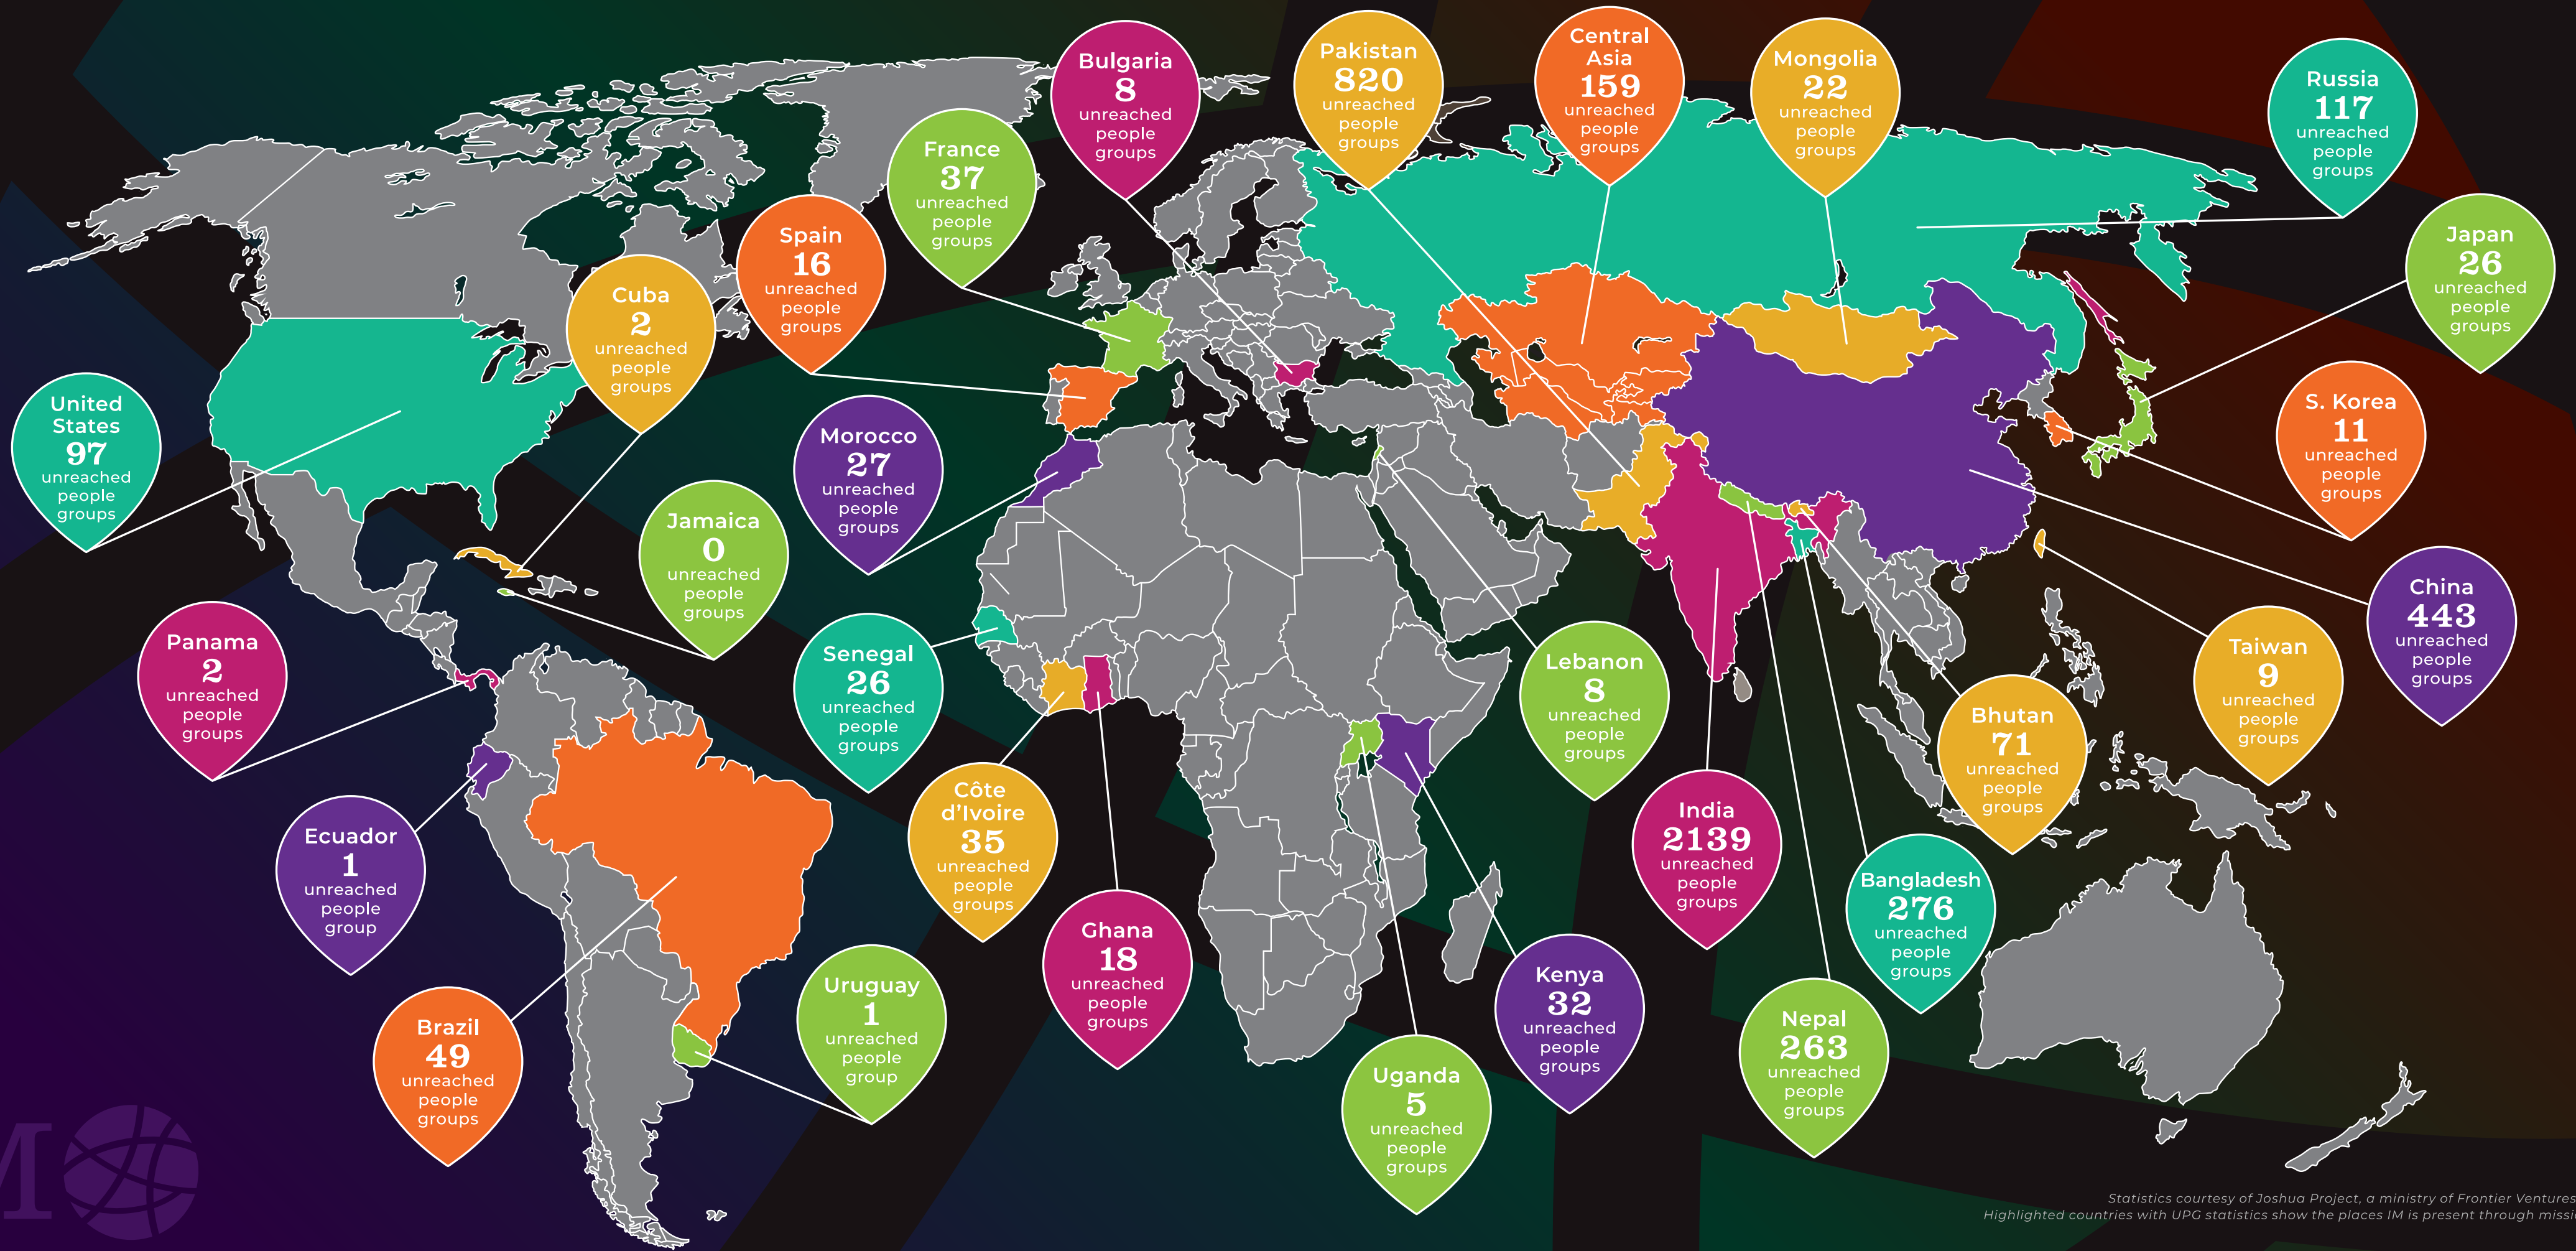 Bulgaria
8
unreached
people
groups
Pakistan
820
unreached
people
groups
Central
Asia
159
unreached
people
groups
Mongolia
22
unreached
people
groups
Russia
117
unreached
people
groups
France
37
unreached
people
groups
Spain
16
unreached
people
groups
Japan
26
unreached
people
groups
Cuba
2
unreached
people
groups
United
States
97
unreached
people
groups
Morocco
27
unreached
people
groups
S. Korea
11
unreached
people
groups
Jamaica
0
unreached
people
groups
China
443
unreached
people
groups
Panama
2
unreached
people
groups
Senegal
26
unreached
people
groups
Lebanon
8
unreached
people
groups
Taiwan
9
unreached
people
groups
Bhutan
71
unreached
people
groups
Côte
d’Ivoire
35
unreached
people
groups
India
2139
unreached
people
groups
Ecuador
1
unreached
people
group
Bangladesh
276
unreached
people
groups
Ghana
18
unreached
people
groups
Kenya
32
unreached
people
groups
Uruguay
1
unreached
people
group
Brazil
49
unreached
people
groups
Nepal
263
unreached
people
groups
Uganda
5
unreached
people
groups
M
Statistics courtesy of Joshua Project, a ministry of Frontier Ventures
Highlighted countries with UPG statistics show the places IM is present through